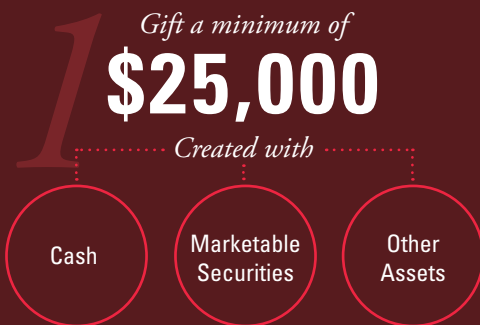 1
Gift a minimum of
$25,000
Created with
Cash
Marketable
Securities
Other
Assets